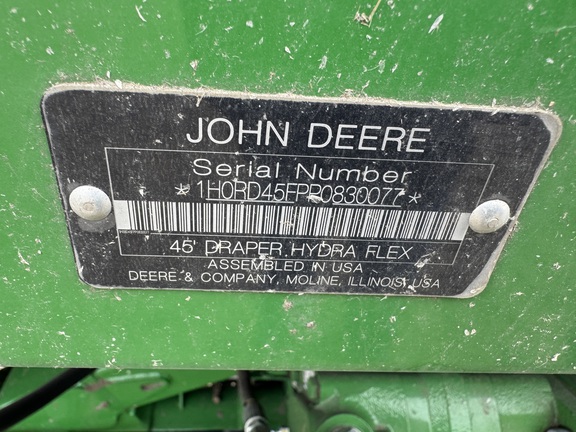 JOHN DEERE
Serial Number
*1H0RD45FPP0830077*
45' DRAPER HYDRA FLEX
ASSEMBLED IN USA
DEERE & COMPANY, MOLINE, ILLINOIS, USA